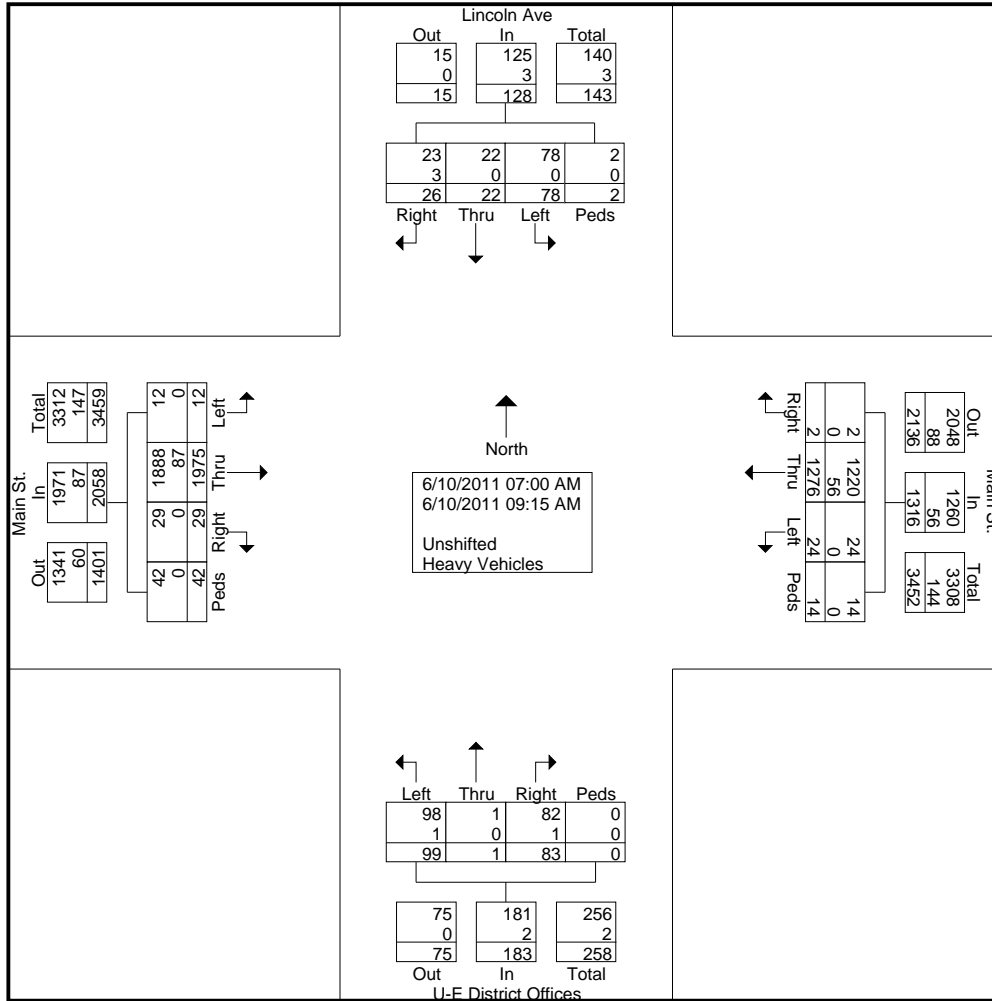 Lincoln Ave
Out In Total
15 125 140
0 3 3
15 128 143
23 22 78 2
3 0 0 0
26 22 78 2
Right Thru Left Peds
Main St.
Total In Out
3312 1971 1341
147 87 60
3459 2058 1401
12 1888 29 42
0 87 0 0
12 1975 29 42
Left Thru Right Peds
North
6/10/2011 07:00 AM
6/10/2011 09:15 AM
Unshifted
Heavy Vehicles
Right Thru Left Peds
2 1276 24 14
0 56 0 0
2 1220 24 14
2136 1316 3452
88 56 144
2048 1260 3308
Out In Total
Main St.
Left Thru Right Peds
98 1 82 0
1 0 1 0
99 1 83 0
75 181 256
0 2 2
75 183 258
Out In Total
U-E District Offices